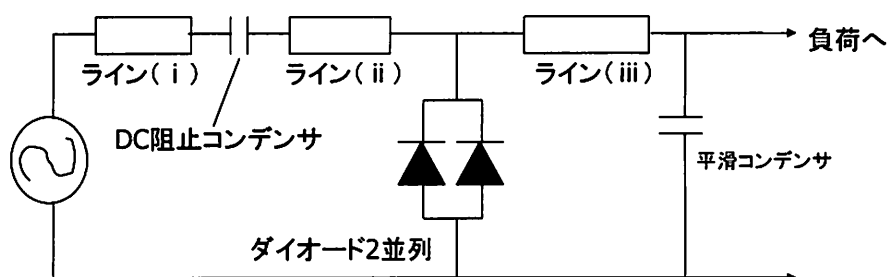 負荷へ
ライン(ⅰ)
ライン(ⅱ)
ライン(ⅲ)
DC阻止コンデンサ
平滑コンデンサ
ダイオード2並列